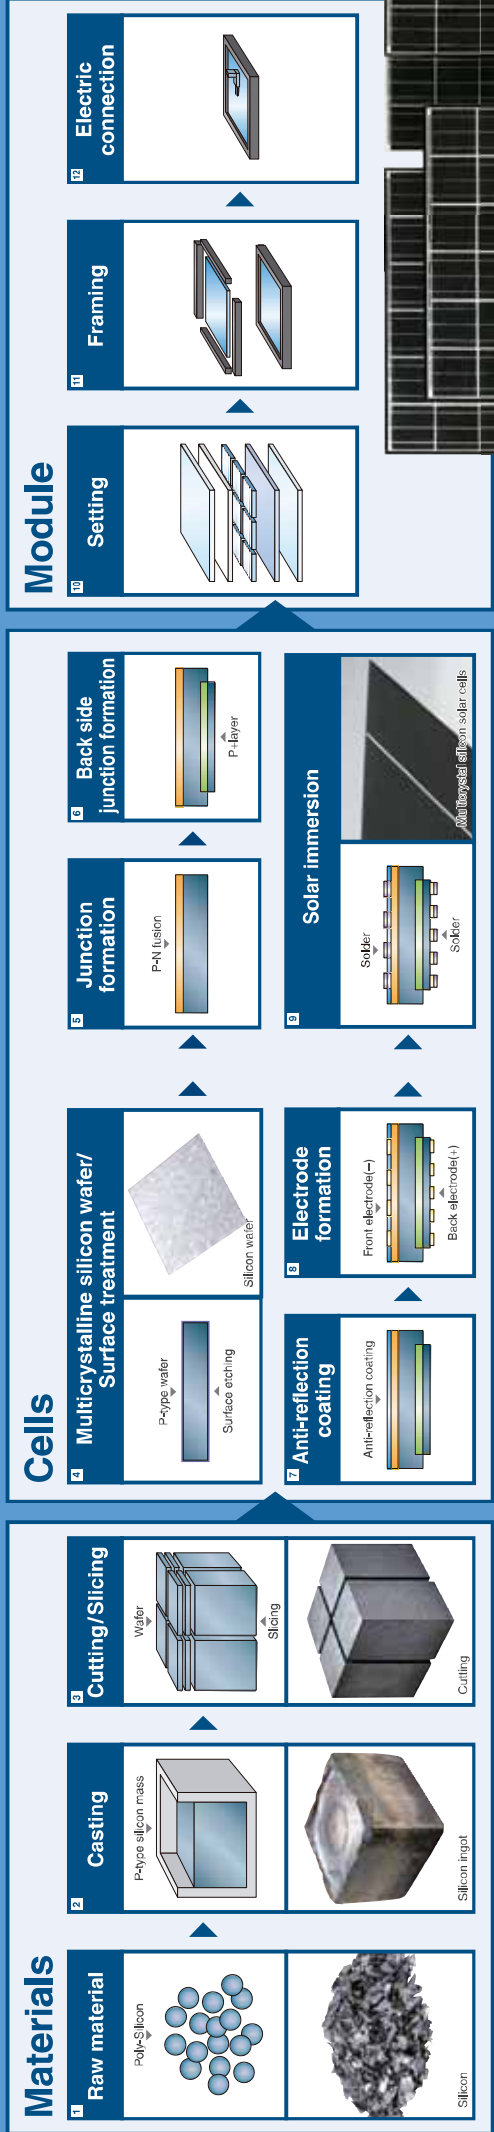 Materials
1
Raw material
Poly-Silicon
Silicon
2
Casting
P-type silicon mass
Silicon ingot
3
Cutting/Slicing
Wafer
Slicing
Cutting
Cells
4
Multicrystalline silicon wafer/
Surface treatment
P-type wafer
Surface etching
Silicon wafer
5
Junction
formation
P-N fusion
6
Back side
junction formation
P+layer
7
Anti-reflection
coating
Anti-reflection coating
8
Electrode
formation
Front electrode(−)
Back electrode(+)
9
Solar immersion
Solder
Solder
Multicrystal silicon solar cells
Module
10
Setting
11
Framing
12
Electric
connection